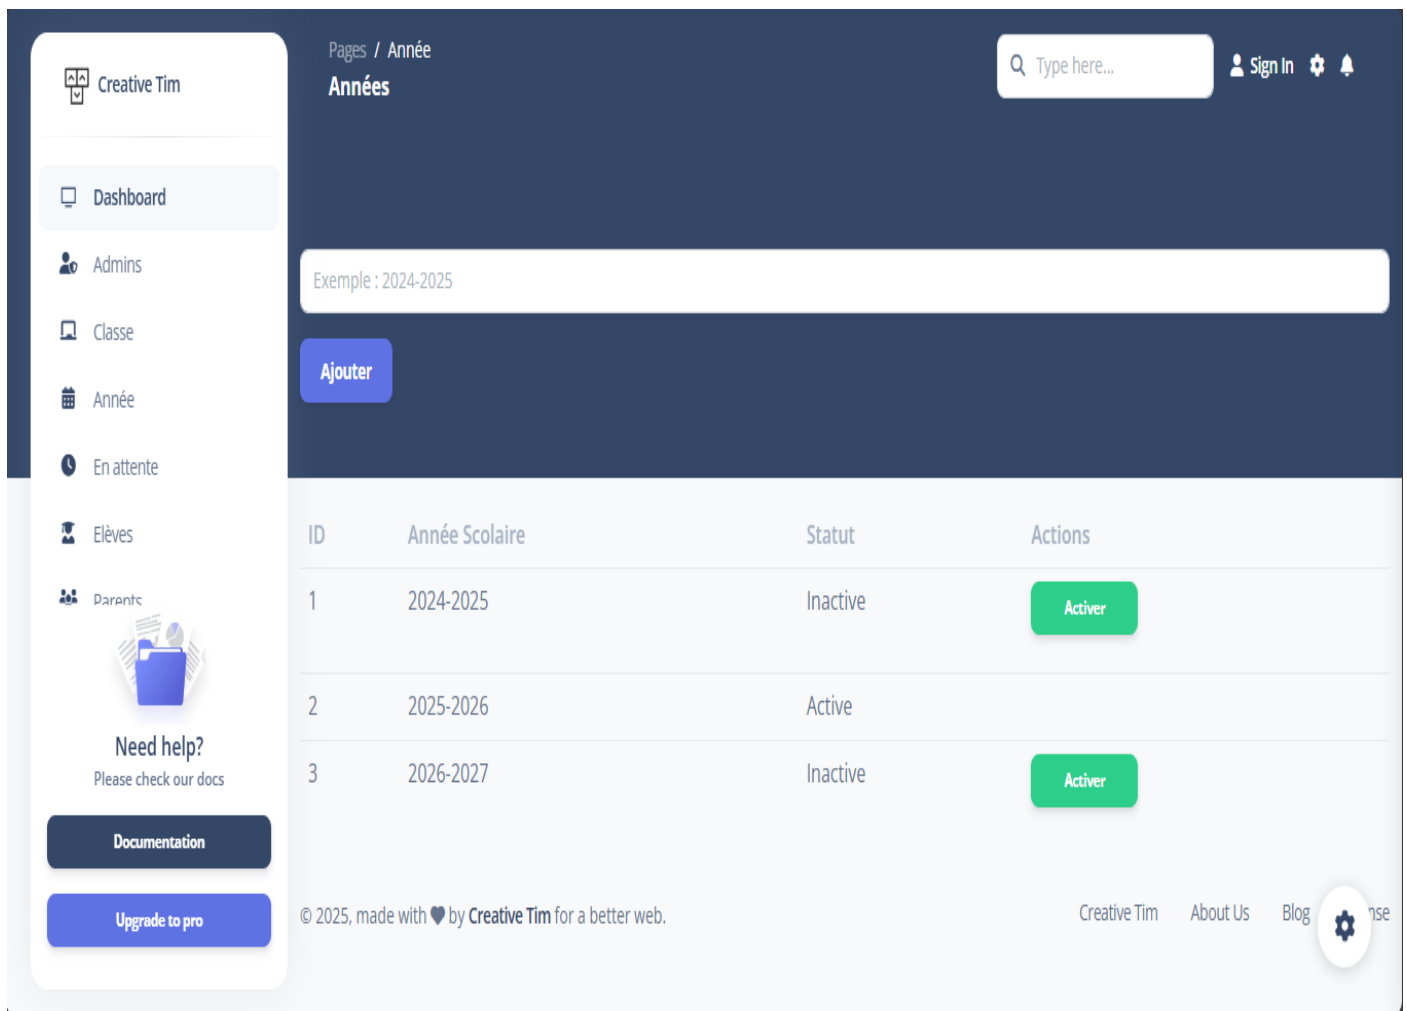 Creative Tim
Dashboard
Admins
Classe
Année
En attente
Elèves
Parents
Need help?
Please check our docs
Documentation
Upgrade to pro
Pages / Année
Années
Type here...
Sign In
Exemple : 2024-2025
Ajouter
ID Année Scolaire Statut Actions
1 2024-2025 Inactive Activer
2 2025-2026 Active
3 2026-2027 Inactive Activer
© 2025, made with ♥ by Creative Tim for a better web.
Creative Tim About Us Blog